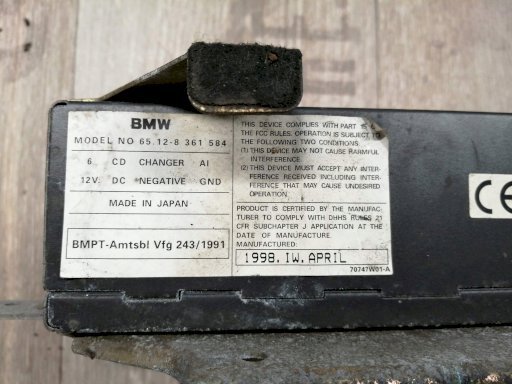 BMW
MODEL NO 65.12-8 361 584
6 CD CHANGER AI
12V. DC NEGATIVE GND
MADE IN JAPAN
BMPT-Amtsbl Vfg 243/1991
THIS DEVICE COMPLIES WITH PART 15 OF
THE FCC RULES. OPERATION IS SUBJECT TO
THE FOLLOWING TWO CONDITIONS.
(1) THIS DEVICE MAY NOT CAUSE HARMFUL
INTERFERENCE.
(2) THIS DEVICE MUST ACCEPT ANY INTER-
FERENCE RECEIVED INCLUDING INTER-
FERENCE THAT MAY CAUSE UNDESIRED
OPERATION.
PRODUCT IS CERTIFIED BY THE MANUFAC-
TURER TO COMPLY WITH DHHS RULES 21
CFR SUBCHAPTER J APPLICATION AT THE
DATE OF MANUFACTURE.
MANUFACTURED:
1998. IW. APRIL
70747W01-A
CE